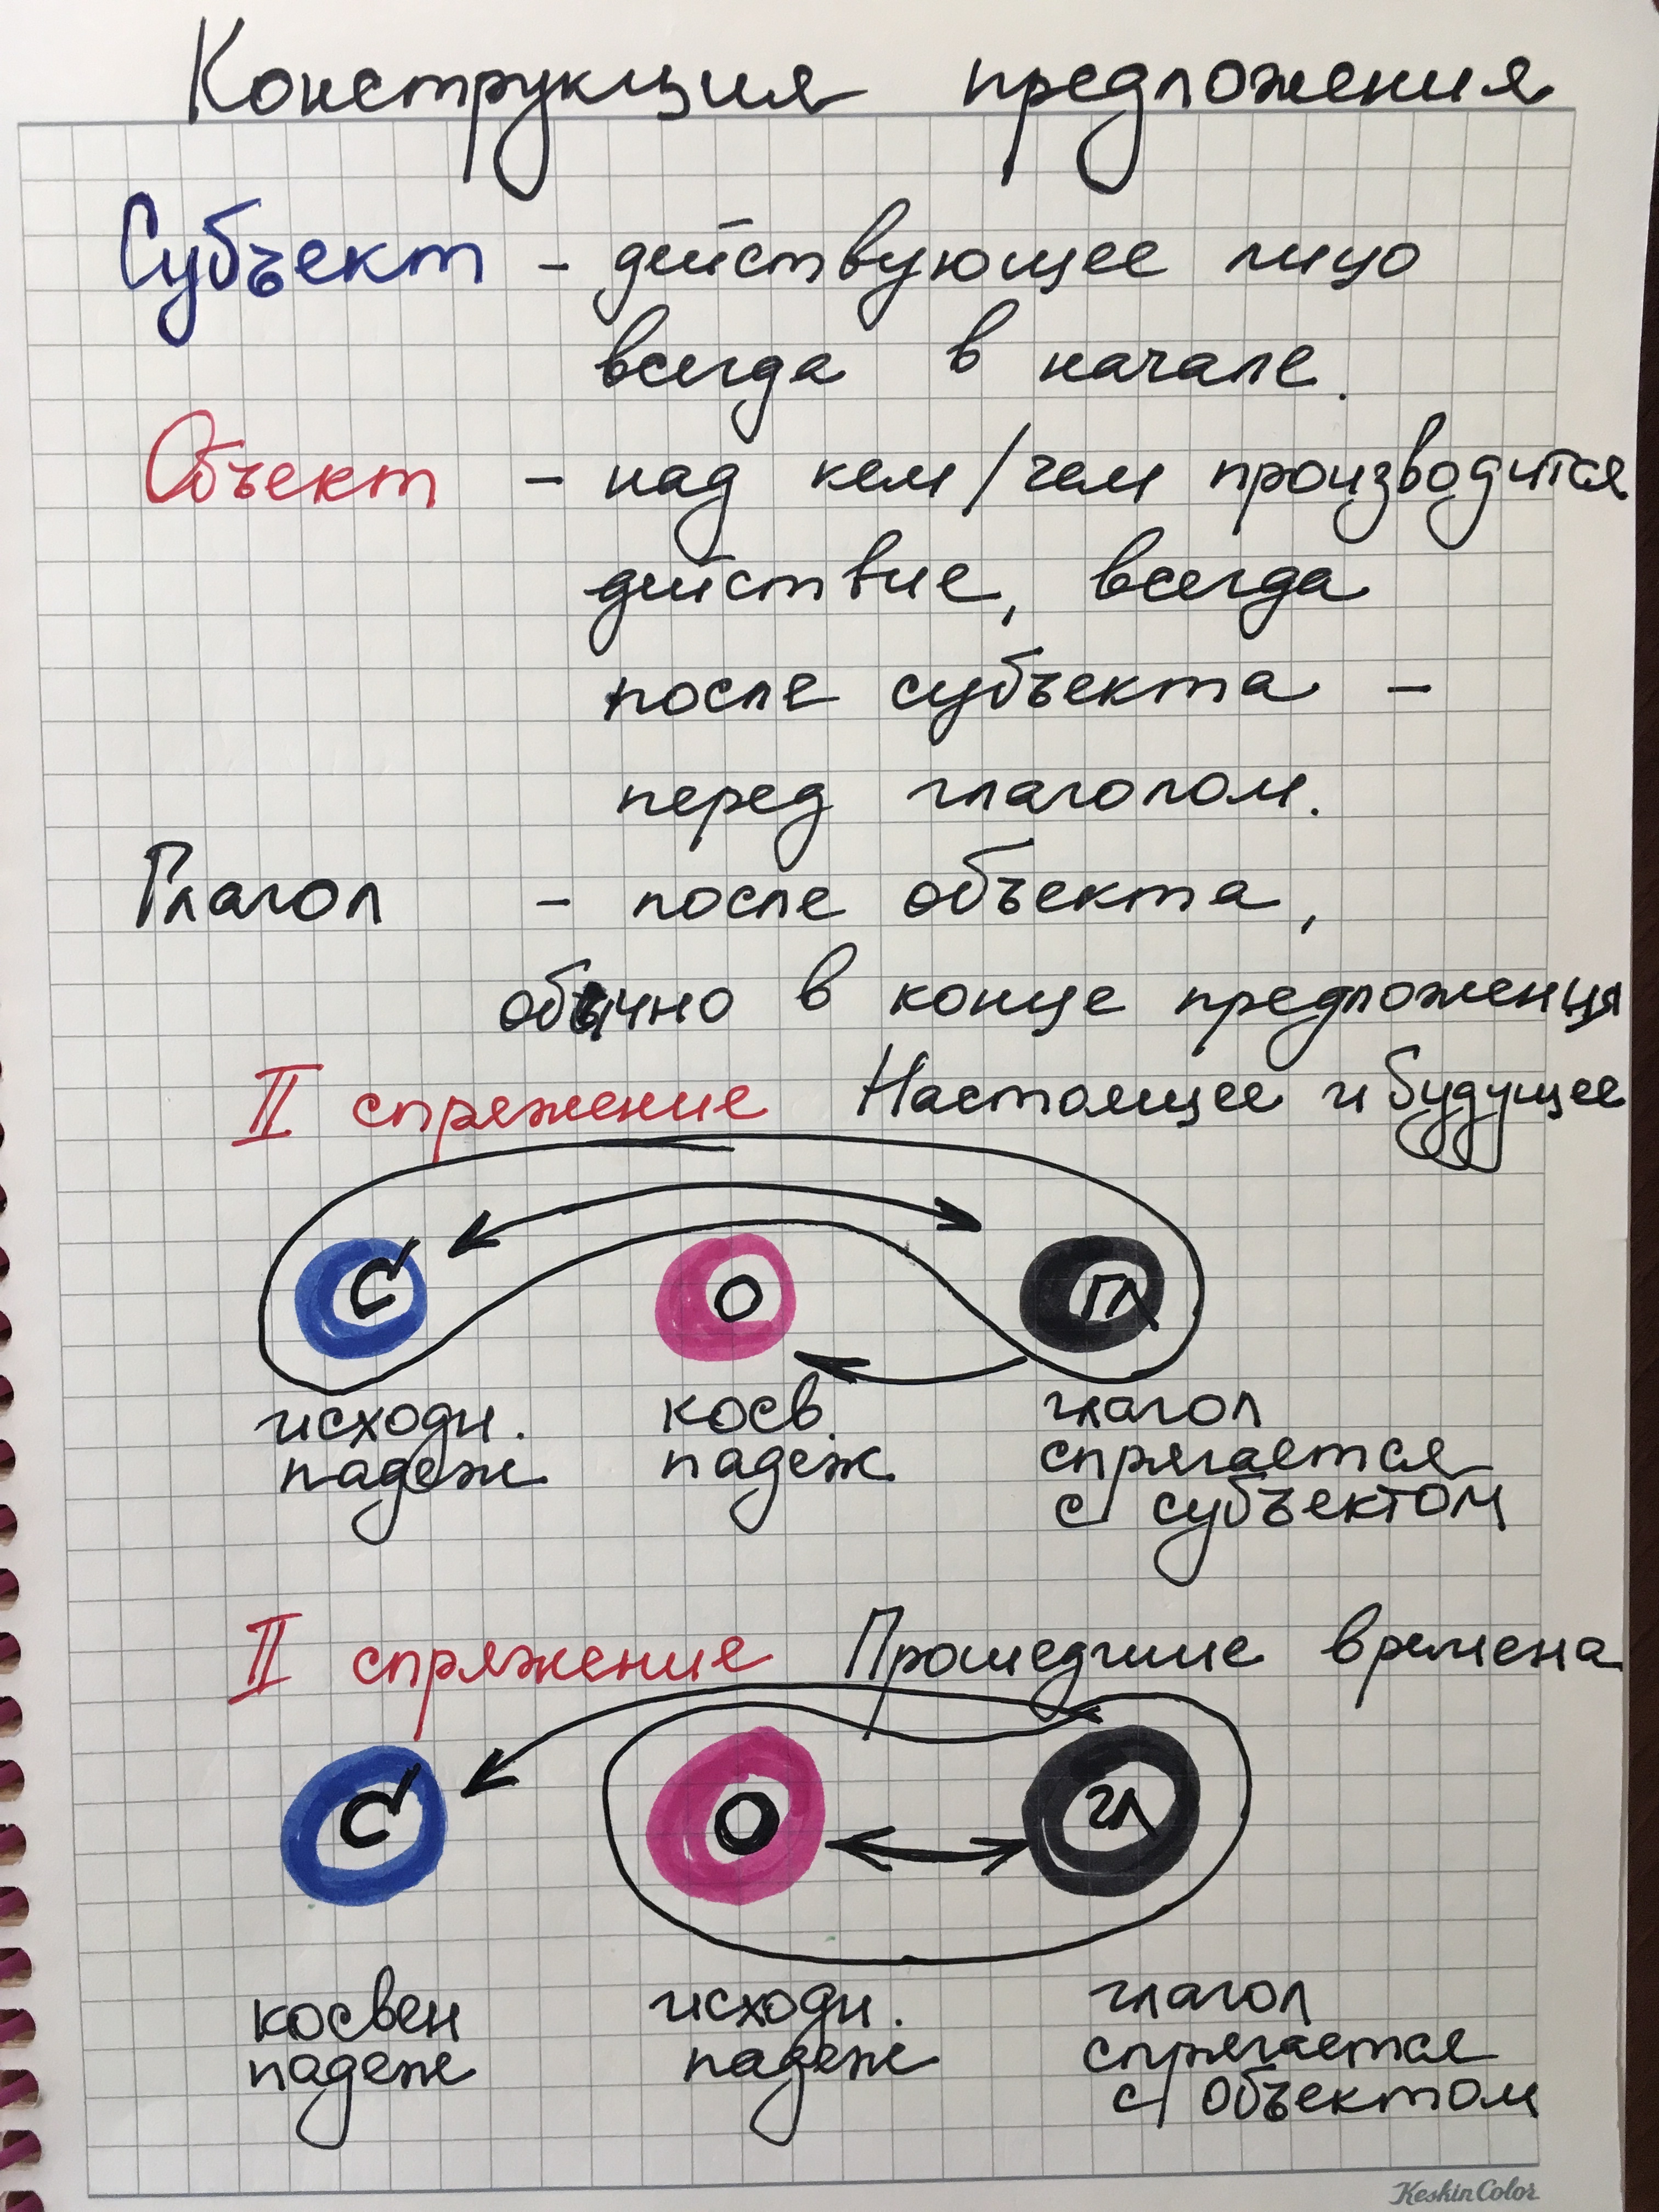 Конструкция предложения
Субъект - действующее лицо
всегда в начале.
Объект - над кем/чем производится
действие, всегда
после субъекта -
перед глаголом.
Глагол - после объекта,
обычно в конце предложения
II спряжение Настоящее и будущее
С О ГЛ
исходн. косв. глагол
падеж падеж спрягается
с субъектом
II спряжение Прошедшие времена
С О гл
косвен исходн. глагол
падеж падеж спрягается
с объектом
KeskinColor